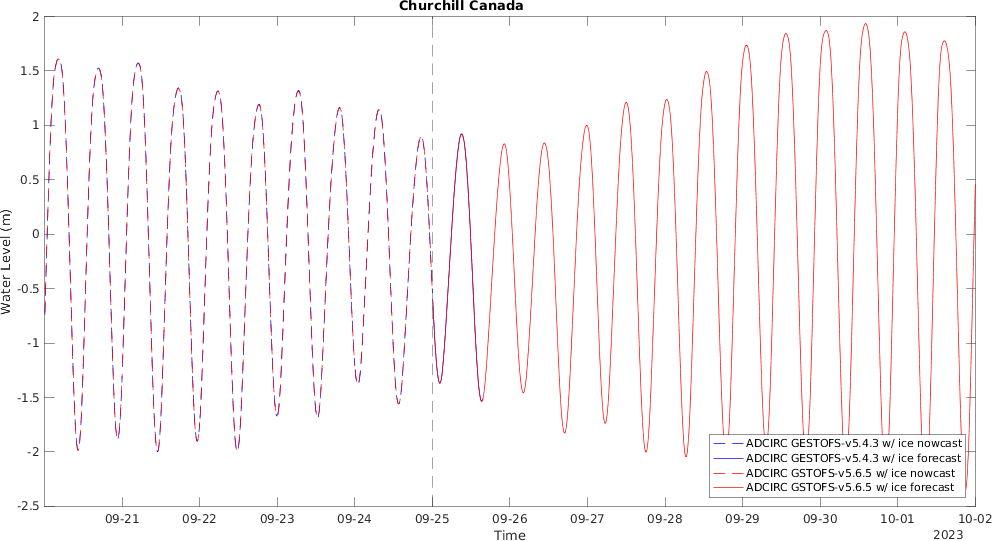 Churchill Canada
Water Level (m)
2
1.5
1
0.5
0
-0.5
-1
-1.5
-2
-2.5
ADCIRC GESTOFS-v5.4.3 w/ ice nowcast
ADCIRC GESTOFS-v5.4.3 w/ ice forecast
ADCIRC GSTOFS-v5.6.5 w/ ice nowcast
ADCIRC GSTOFS-v5.6.5 w/ ice forecast
09-21 09-22 09-23 09-24 09-25 09-26 09-27 09-28 09-29 09-30 10-01 10-02
Time
2023